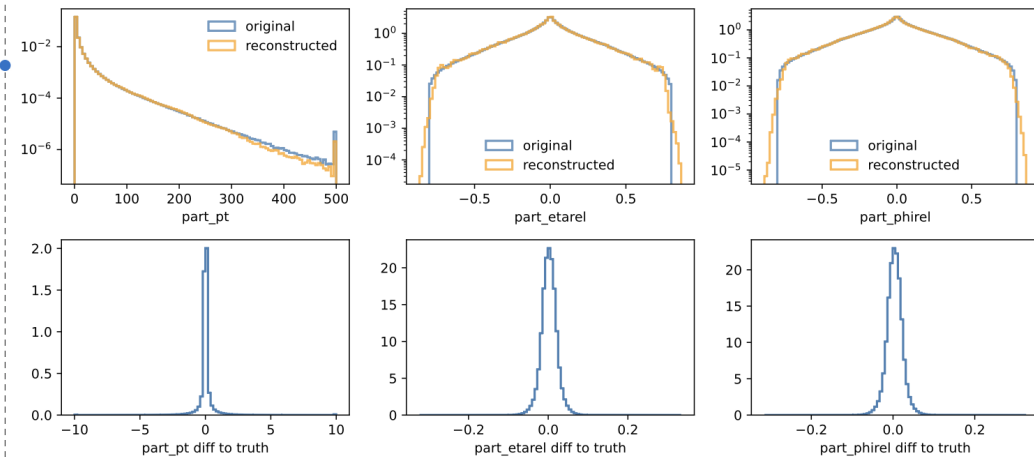 10⁻²
10⁻⁴
10⁻⁶
original
reconstructed
0 100 200 300 400 500
part_pt
10⁰
10⁻¹
10⁻²
10⁻³
10⁻⁴
original
reconstructed
−0.5 0.0 0.5
part_etarel
10⁰
10⁻¹
10⁻²
10⁻³
10⁻⁴
10⁻⁵
original
reconstructed
−0.5 0.0 0.5
part_phirel
2.0
1.5
1.0
0.5
0.0
−10 −5 0 5 10
part_pt diff to truth
20
15
10
5
0
−0.2 0.0 0.2
part_etarel diff to truth
20
15
10
5
0
−0.2 0.0 0.2
part_phirel diff to truth